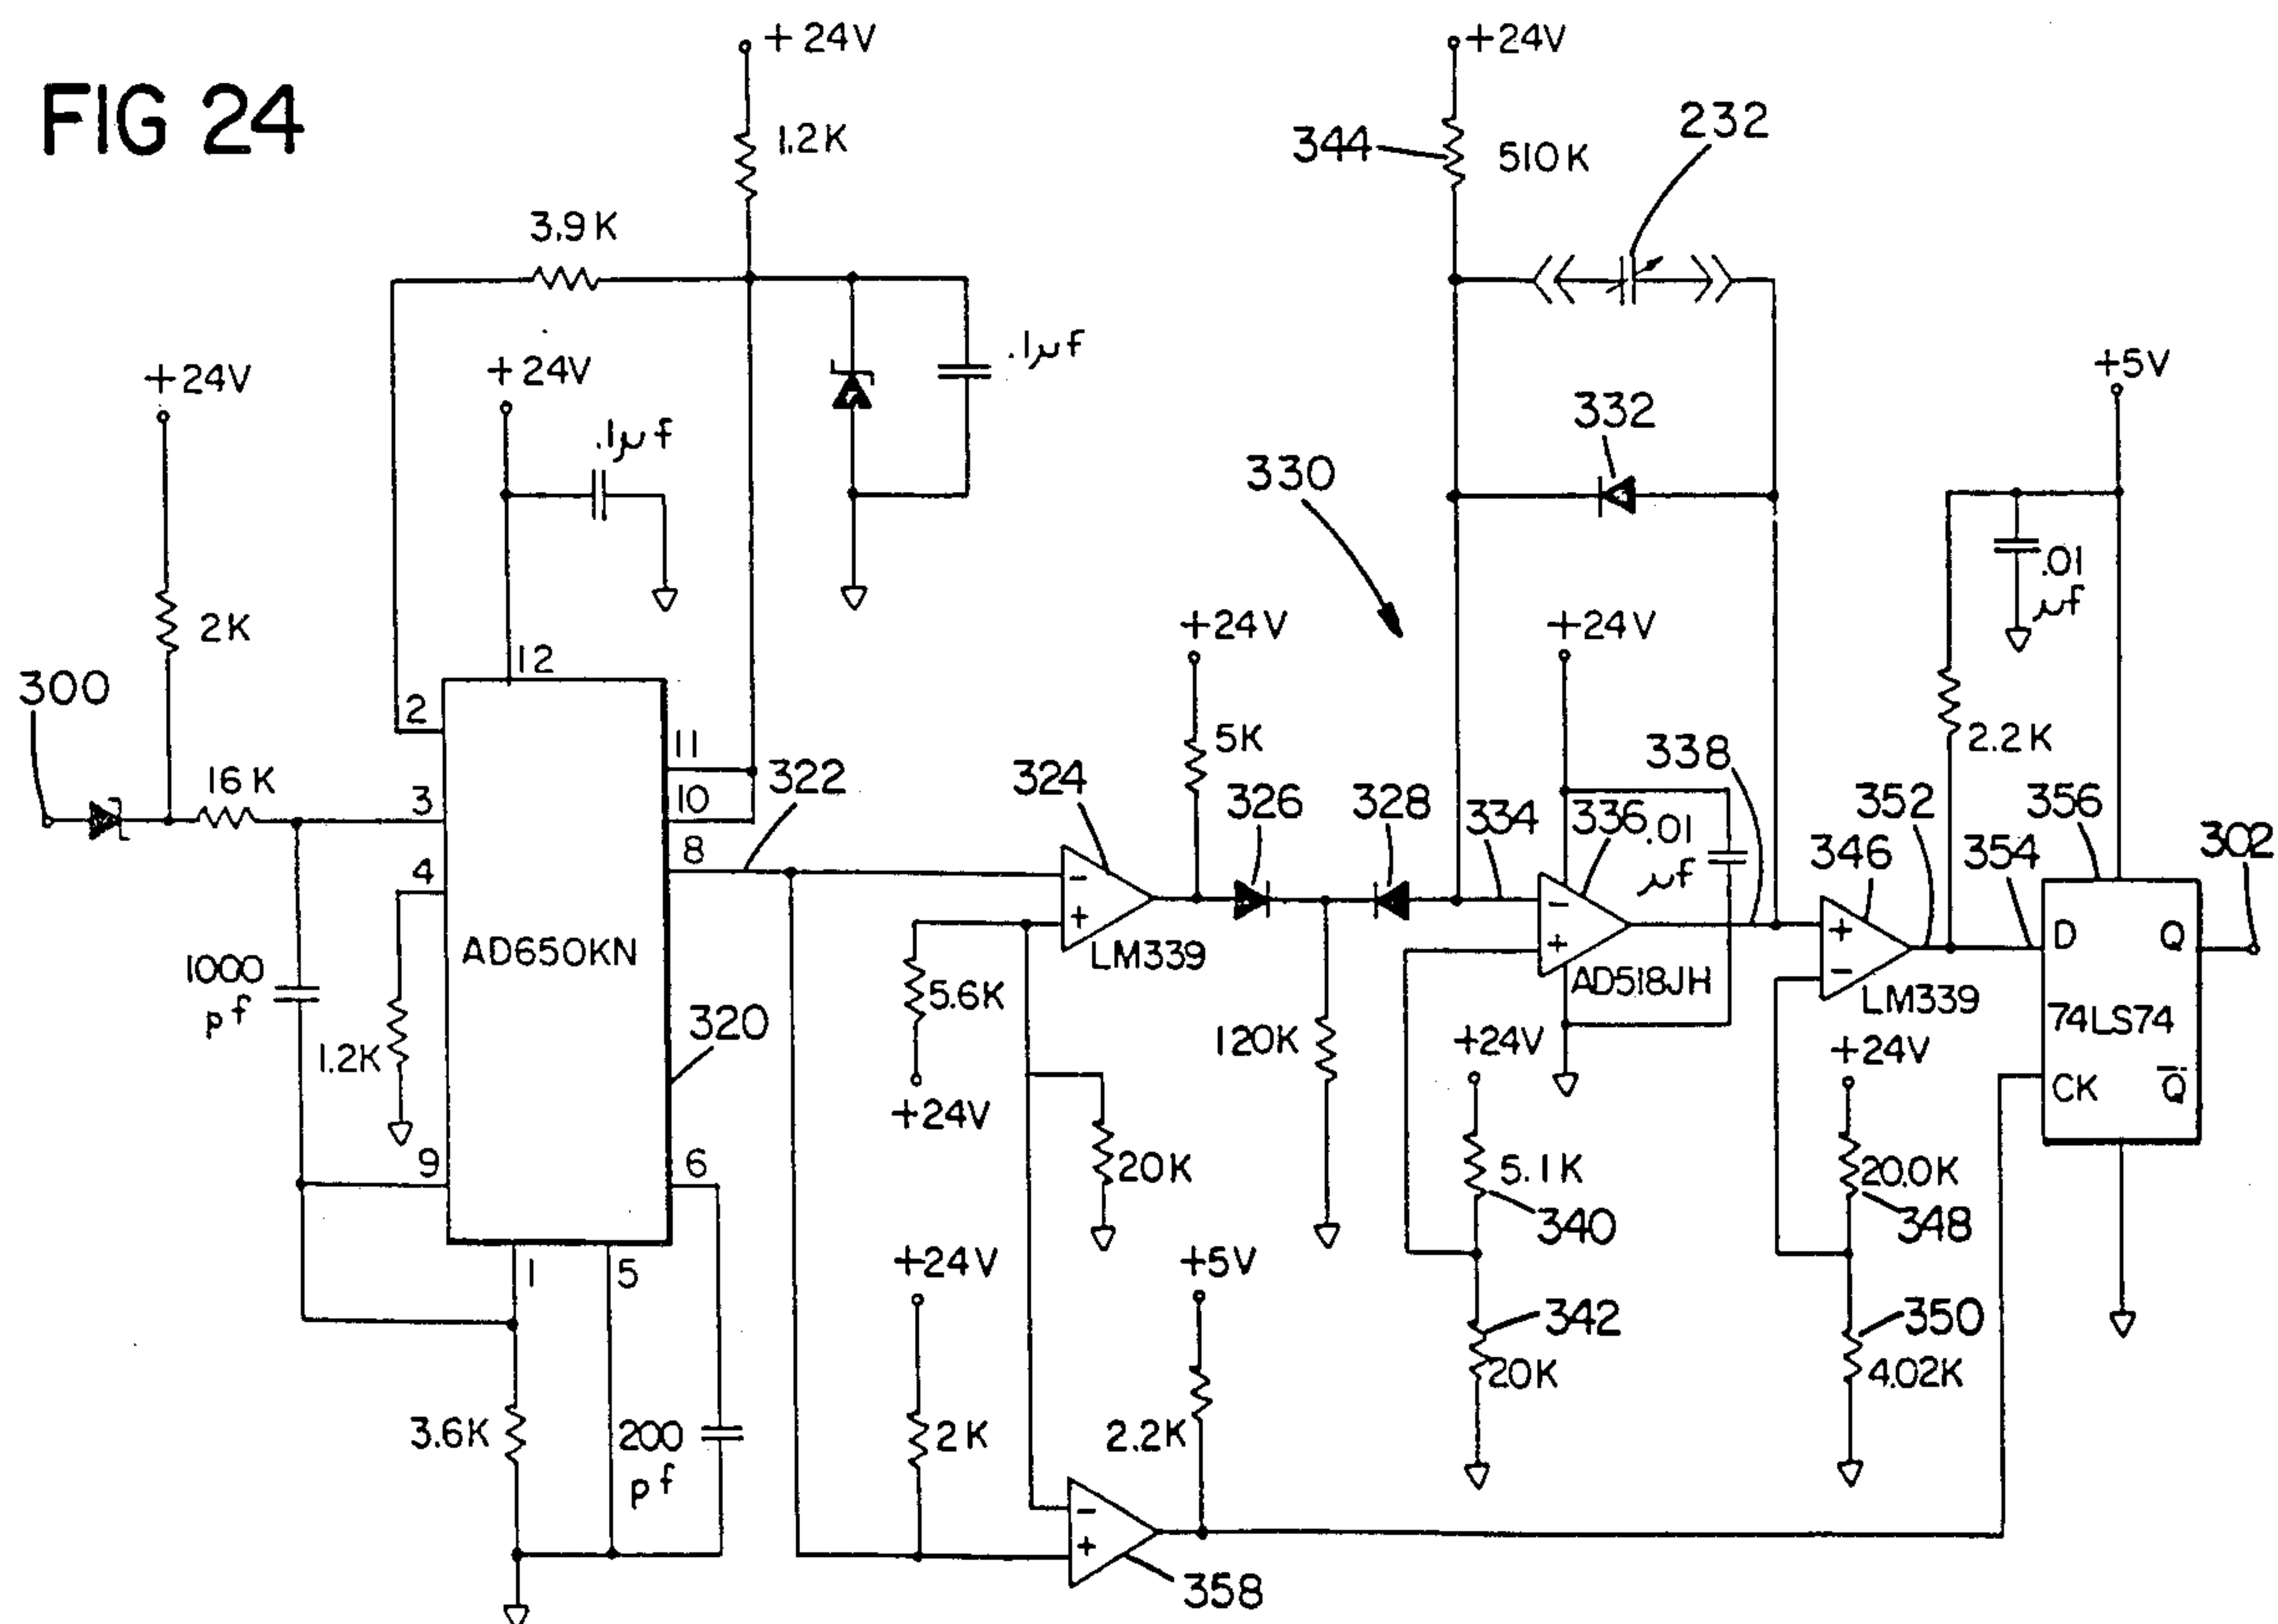 FIG 24
+24V
1.2K
3.9K
+24V
344
510K
232
.1μf
+24V
+24V
.1μf
332
330
+5V
.01
μf
2K
300
12
2
11
10
8
322
16K
3
4
+24V
5K
324
326
328
334
+24V
336
.01
μf
338
352
346
354
2.2K
356
302
AD650KN
1000
pf
1.2K
9
320
6
-
+
LM339
5.6K
+24V
20K
120K
-
+
AD518JH
+
-
LM339
D
Q
74LS74
CK
Q̅
+24V
5.1K
340
342
20K
+24V
20.0K
348
350
4.02K
1
5
3.6K
200
pf
+24V
2K
+5V
2.2K
-
+
358